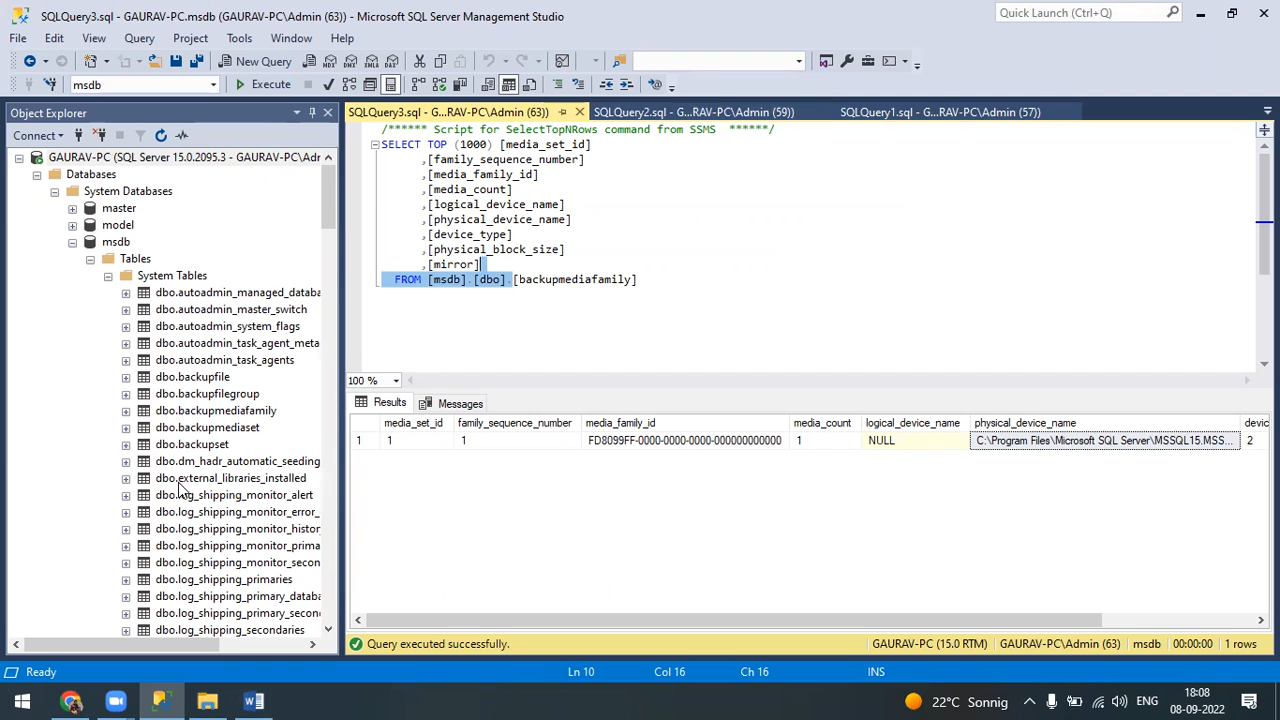 SQLQuery3.sql - GAURAV-PC.msdb (GAURAV-PC\Admin (63)) - Microsoft SQL Server Management Studio
Quick Launch (Ctrl+Q)
File Edit View Query Project Tools Window Help
New Query
msdb Execute
Object Explorer
SQLQuery3.sql - G...RAV-PC\Admin (63)) SQLQuery2.sql - G...RAV-PC\Admin (59)) SQLQuery1.sql - G...RAV-PC\Admin (57))
Connect
GAURAV-PC (SQL Server 15.0.2095.3 - GAURAV-PC\Adm
Databases
System Databases
master
model
msdb
Tables
System Tables
dbo.autoadmin_managed_databa
dbo.autoadmin_master_switch
dbo.autoadmin_system_flags
dbo.autoadmin_task_agent_meta
dbo.autoadmin_task_agents
dbo.backupfile
dbo.backupfilegroup
dbo.backupmediafamily
dbo.backupmediaset
dbo.backupset
dbo.dm_hadr_automatic_seeding
dbo.external_libraries_installed
dbo.log_shipping_monitor_alert
dbo.log_shipping_monitor_error_
dbo.log_shipping_monitor_histor
dbo.log_shipping_monitor_prima
dbo.log_shipping_monitor_secon
dbo.log_shipping_primaries
dbo.log_shipping_primary_databa
dbo.log_shipping_primary_second
dbo.log_shipping_secondaries
/****** Script for SelectTopNRows command from SSMS ******/
SELECT TOP (1000) [media_set_id]
,[family_sequence_number]
,[media_family_id]
,[media_count]
,[logical_device_name]
,[physical_device_name]
,[device_type]
,[physical_block_size]
,[mirror]
FROM [msdb].[dbo].[backupmediafamily]
100 %
Results Messages
media_set_id family_sequence_number media_family_id media_count logical_device_name physical_device_name devic
1 1 1 FD8099FF-0000-0000-0000-000000000000 1 NULL C:\Program Files\Microsoft SQL Server\MSSQL15.MSS... 2
Query executed successfully. GAURAV-PC (15.0 RTM) GAURAV-PC\Admin (63) msdb 00:00:00 1 rows
Ready Ln 10 Col 16 Ch 16 INS
22°C Sonnig ENG
18:08
08-09-2022